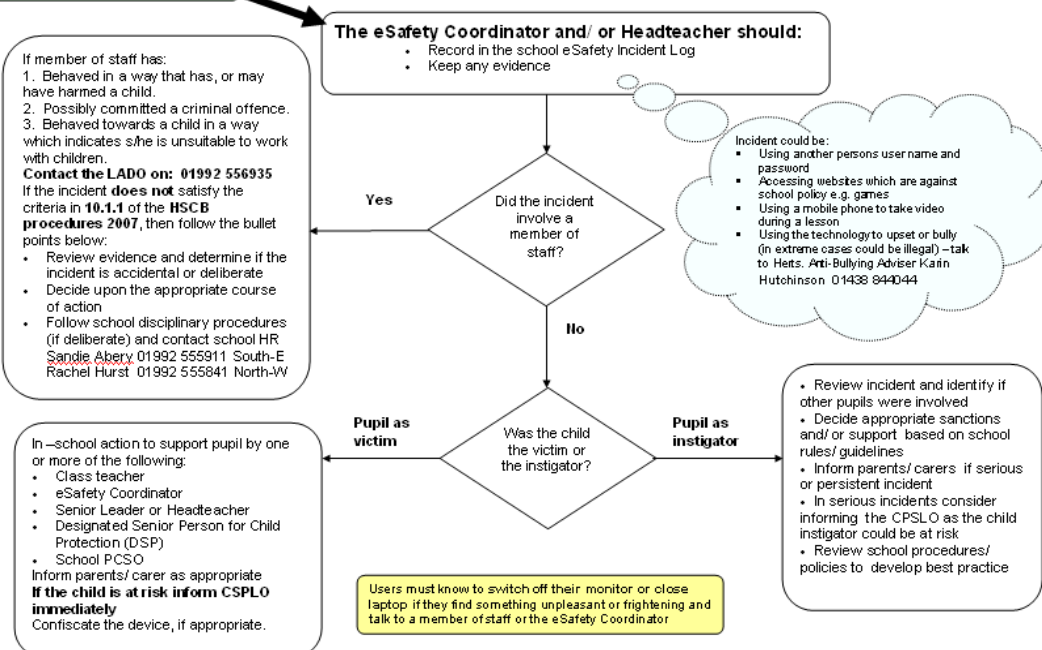 The eSafety Coordinator and/ or Headteacher should:
• Record in the school eSafety Incident Log
• Keep any evidence
If member of staff has:
1. Behaved in a way that has, or may
have harmed a child.
2. Possibly committed a criminal offence.
3. Behaved towards a child in a way
which indicates s/he is unsuitable to work
with children.
Contact the LADO on: 01992 556935
If the incident does not satisfy the
criteria in 10.1.1 of the HSCB
procedures 2007, then follow the bullet
points below:
• Review evidence and determine if the
incident is accidental or deliberate
• Decide upon the appropriate course
of action
• Follow school disciplinary procedures
(if deliberate) and contact school HR
Sandie Abery 01992 555911 South-E
Rachel Hurst 01992 555841 North-W
Yes
Did the incident
involve a
member of
staff?
Incident could be:
▪ Using another persons user name and
password
▪ Accessing websites which are against
school policy e.g. games
▪ Using a mobile phone to take video
during a lesson
▪ Using the technology to upset or bully
(in extreme cases could be illegal) – talk
to Herts. Anti-Bullying Adviser Karin
Hutchinson 01438 844044
No
Pupil as
victim
Was the child
the victim or
the instigator?
Pupil as
instigator
In –school action to support pupil by one
or more of the following:
• Class teacher
• eSafety Coordinator
• Senior Leader or Headteacher
• Designated Senior Person for Child
Protection (DSP)
• School PCSO
Inform parents/ carer as appropriate
If the child is at risk inform CSPLO
immediately
Confiscate the device, if appropriate.
• Review incident and identify if
other pupils were involved
• Decide appropriate sanctions
and/ or support based on school
rules/ guidelines
• Inform parents/ carers if serious
or persistent incident
• In serious incidents consider
informing the CPSLO as the child
instigator could be at risk
• Review school procedures/
policies to develop best practice
Users must know to switch off their monitor or close
laptop if they find something unpleasant or frightening and
talk to a member of staff or the eSafety Coordinator